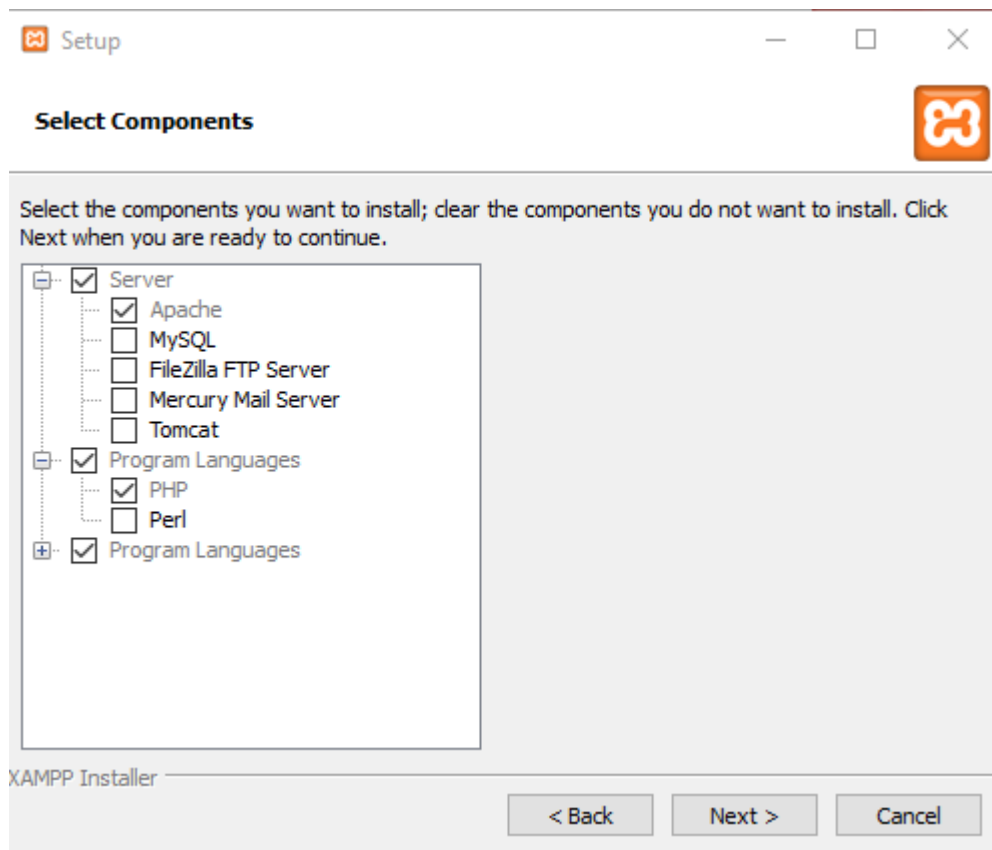 Setup
Select Components
Select the components you want to install; clear the components you do not want to install. Click
Next when you are ready to continue.
Server
Apache
MySQL
FileZilla FTP Server
Mercury Mail Server
Tomcat
Program Languages
PHP
Perl
Program Languages
XAMPP Installer
< Back
Next >
Cancel